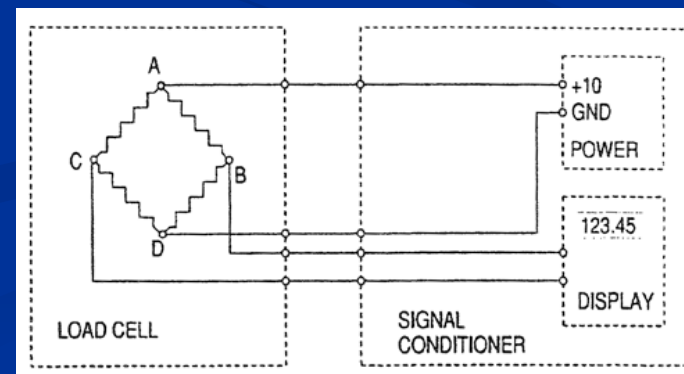 A
+10
GND
POWER
C
B
D
123.45
DISPLAY
LOAD CELL
SIGNAL
CONDITIONER